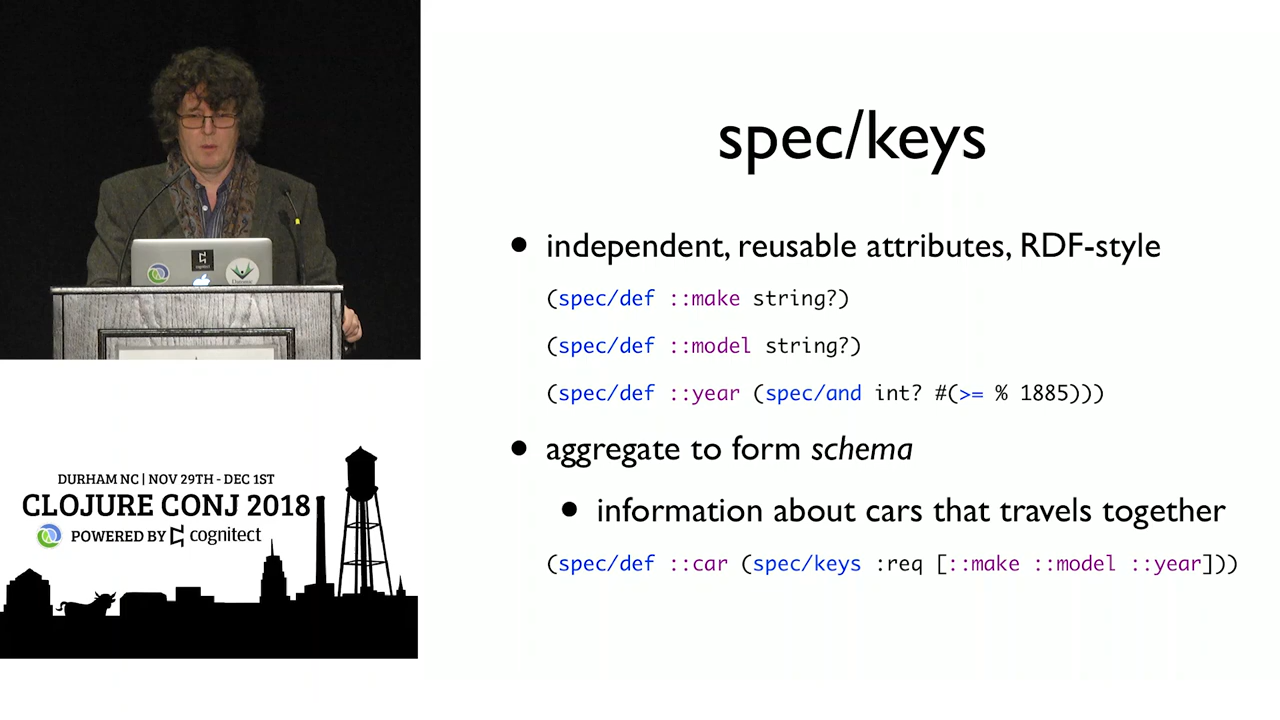 cognitect
DURHAM NC | NOV 29TH - DEC 1ST
CLOJURE CONJ 2018
POWERED BY cognitect
spec/keys
• independent, reusable attributes, RDF-style
(spec/def ::make string?)
(spec/def ::model string?)
(spec/def ::year (spec/and int? #(>= % 1885)))
• aggregate to form schema
• information about cars that travels together
(spec/def ::car (spec/keys :req [::make ::model ::year]))